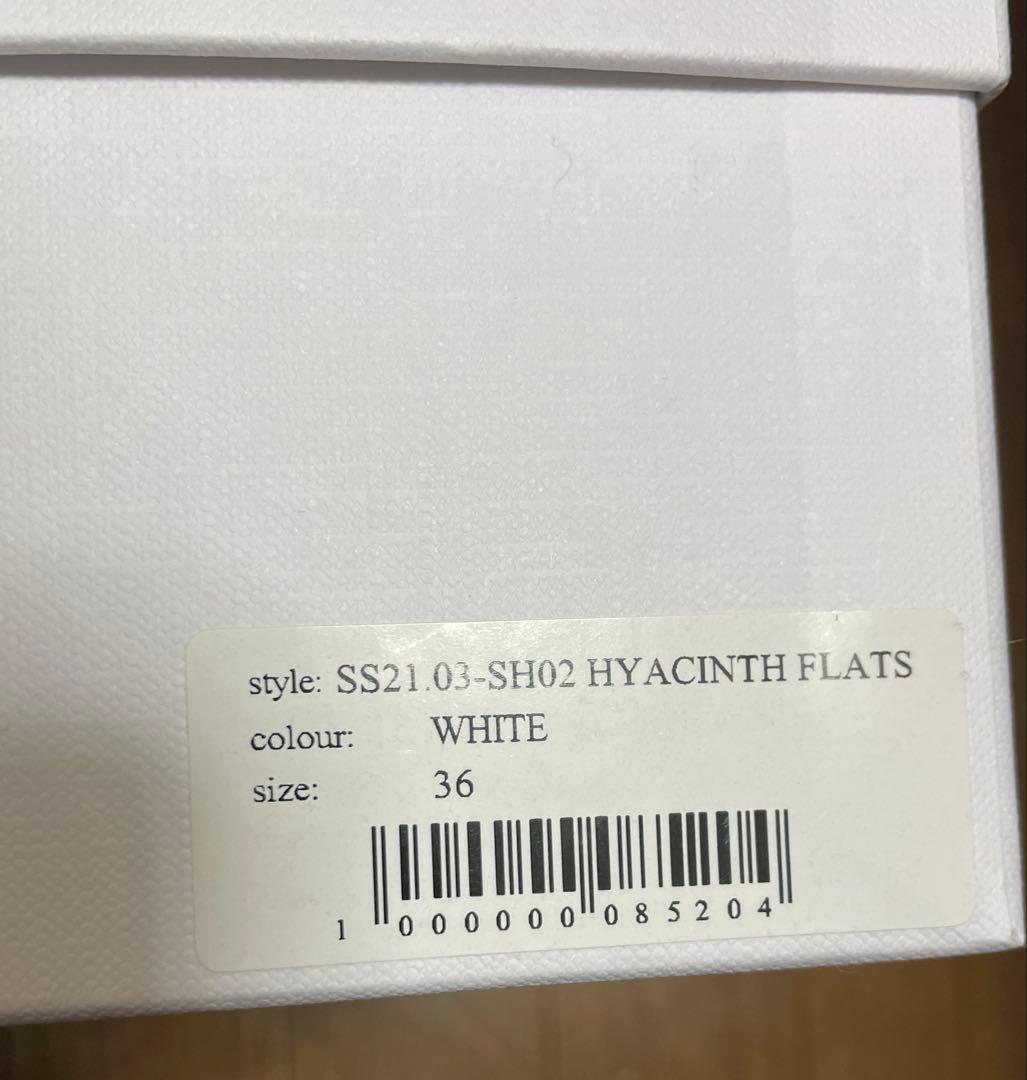 style: SS21.03-SH02 HYACINTH FLATS
colour: WHITE
size: 36
1 000000 085204